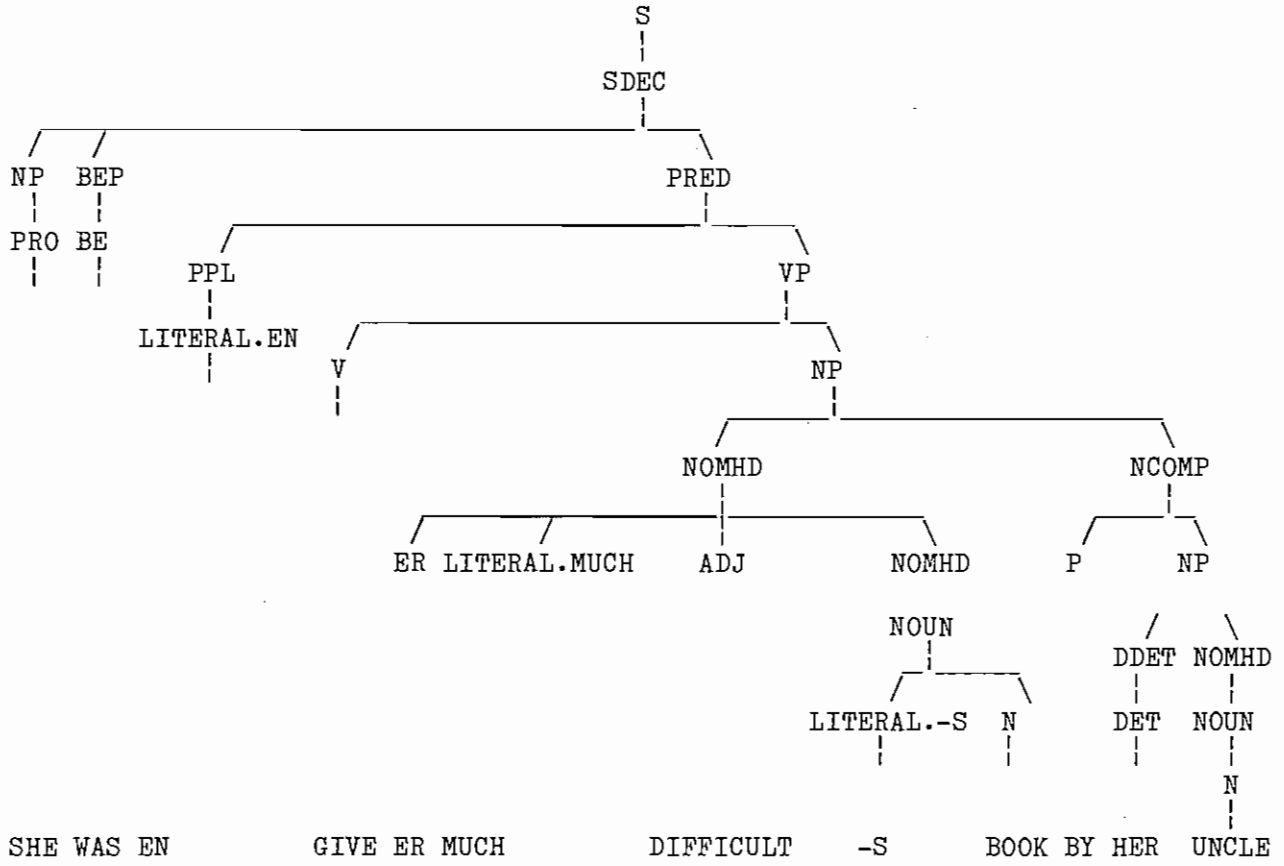 S
SDEC
NP BEP PRED
PRO BE
PPL VP
LITERAL.EN
V NP
NOMHD NCOMP
ER LITERAL.MUCH ADJ NOMHD P NP
NOUN
DDET NOMHD
LITERAL.-S N DET NOUN
N
SHE WAS EN GIVE ER MUCH DIFFICULT -S BOOK BY HER UNCLE